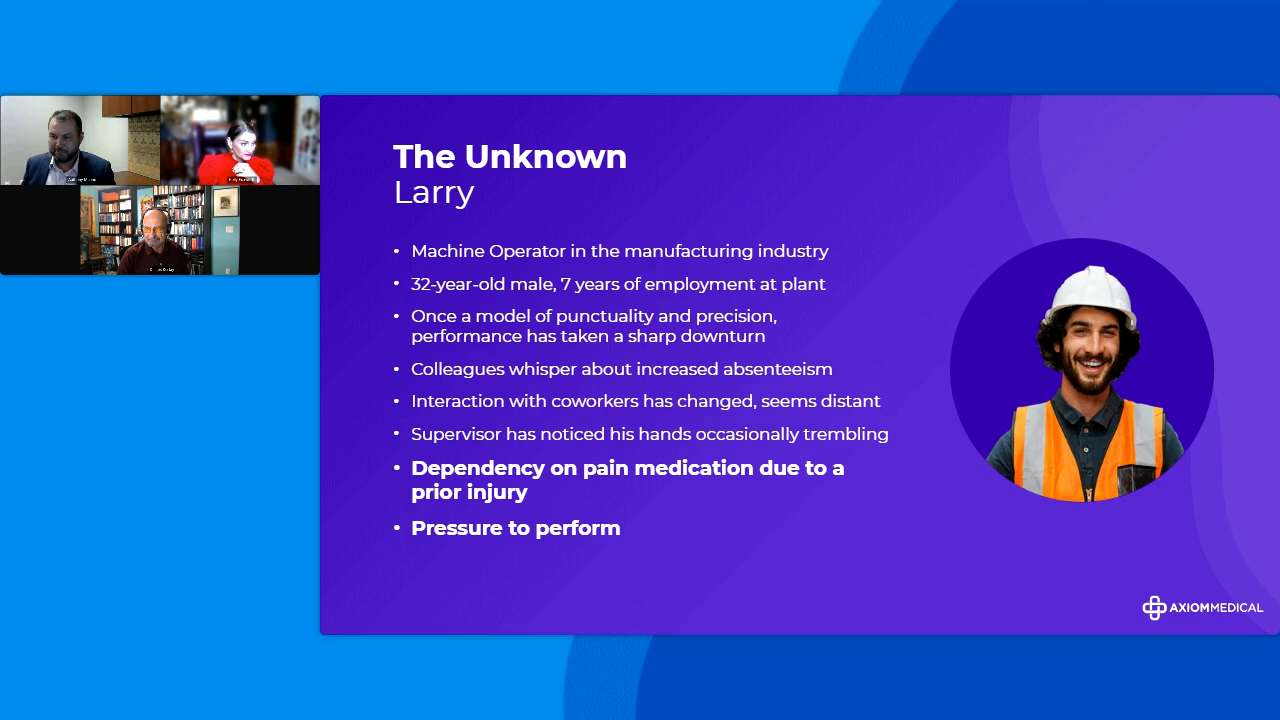 The Unknown
Larry
• Machine Operator in the manufacturing industry
• 32-year-old male, 7 years of employment at plant
• Once a model of punctuality and precision,
performance has taken a sharp downturn
• Colleagues whisper about increased absenteeism
• Interaction with coworkers has changed, seems distant
• Supervisor has noticed his hands occasionally trembling
• Dependency on pain medication due to a
prior injury
• Pressure to perform
AXIOMMEDICAL